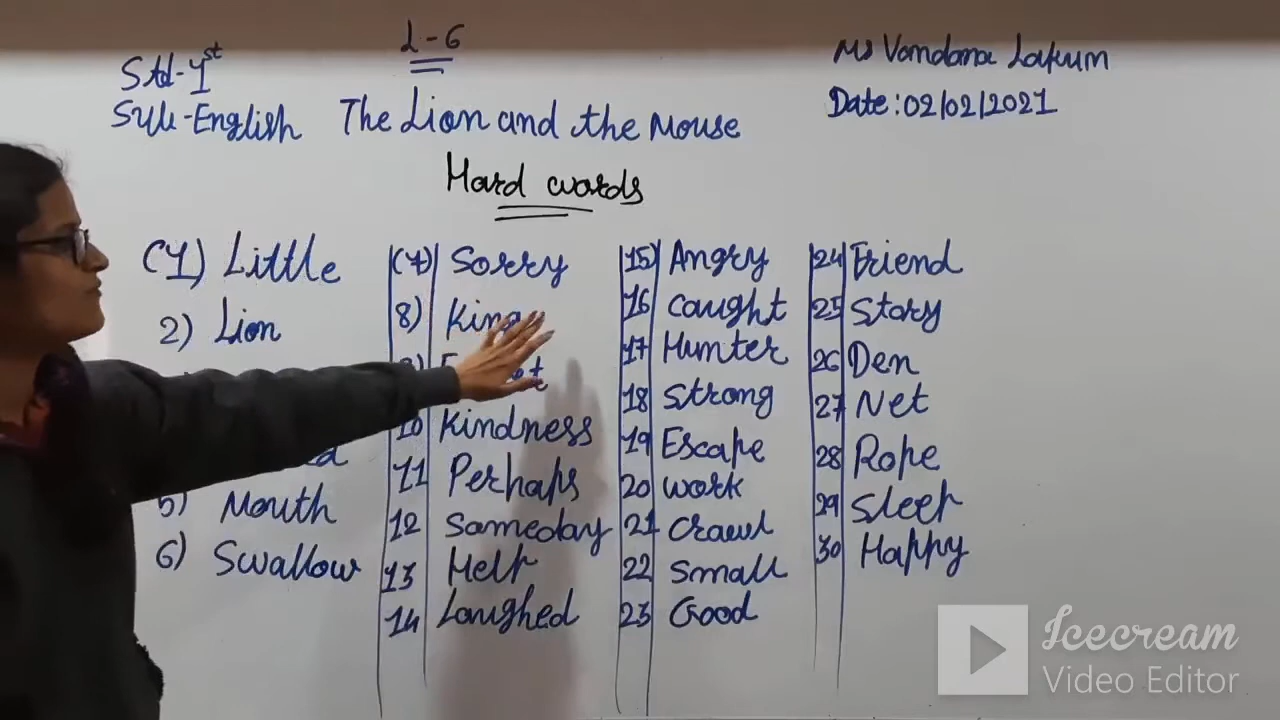 L-6
Std-1st
Sub-English
The Lion and the Mouse
Ms Vandana Lakum
Date:02/02/2021
Hard words
(1) Little
2) Lion
5) Mouth
6) Swallow
(7) Sorry
8) King
10 Kindness
11 Perhaps
12 Sameday
13 Help
14 Laughed
15) Angry
16 Caught
17 Hunter
18 Strong
19 Escape
20 Work
21 Crawl
22 Small
23 Good
24 Friend
25 Story
26 Den
27 Net
28 Rope
29 Sleep
30 Happy
Icecream
Video Editor